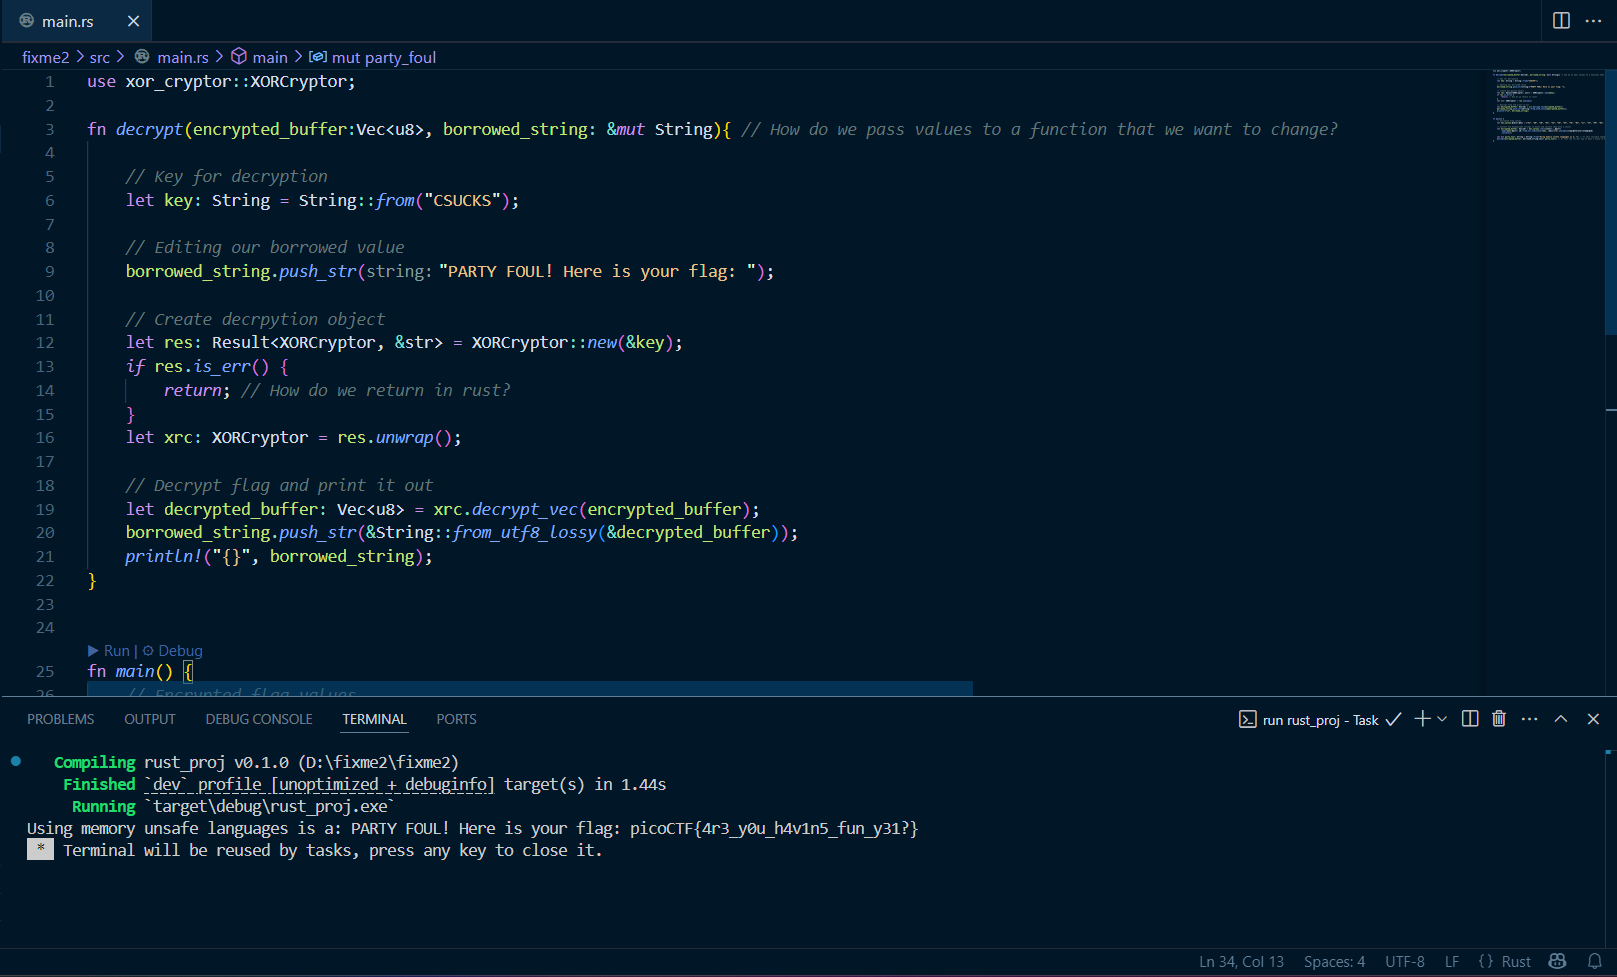 main.rs
fixme2 > src > main.rs > main > mut party_foul
1 use xor_cryptor::XORCryptor;
2
3 fn decrypt(encrypted_buffer:Vec<u8>, borrowed_string: &mut String){ // How do we pass values to a function that we want to change?
4
5 // Key for decryption
6 let key: String = String::from("CSUCKS");
7
8 // Editing our borrowed value
9 borrowed_string.push_str(string: "PARTY FOUL! Here is your flag: ");
10
11 // Create decrpytion object
12 let res: Result<XORCryptor, &str> = XORCryptor::new(&key);
13 if res.is_err() {
14 return; // How do we return in rust?
15 }
16 let xrc: XORCryptor = res.unwrap();
17
18 // Decrypt flag and print it out
19 let decrypted_buffer: Vec<u8> = xrc.decrypt_vec(encrypted_buffer);
20 borrowed_string.push_str(&String::from_utf8_lossy(&decrypted_buffer));
21 println!("{}", borrowed_string);
22 }
23
24
Run | Debug
25 fn main() {
26 // Encrypted flag values
PROBLEMS OUTPUT DEBUG CONSOLE TERMINAL PORTS run rust_proj - Task
Compiling rust_proj v0.1.0 (D:\fixme2\fixme2)
Finished `dev` profile [unoptimized + debuginfo] target(s) in 1.44s
Running `target\debug\rust_proj.exe`
Using memory unsafe languages is a: PARTY FOUL! Here is your flag: picoCTF{4r3_y0u_h4v1n5_fun_y31?}
* Terminal will be reused by tasks, press any key to close it.
Ln 34, Col 13 Spaces: 4 UTF-8 LF {} Rust